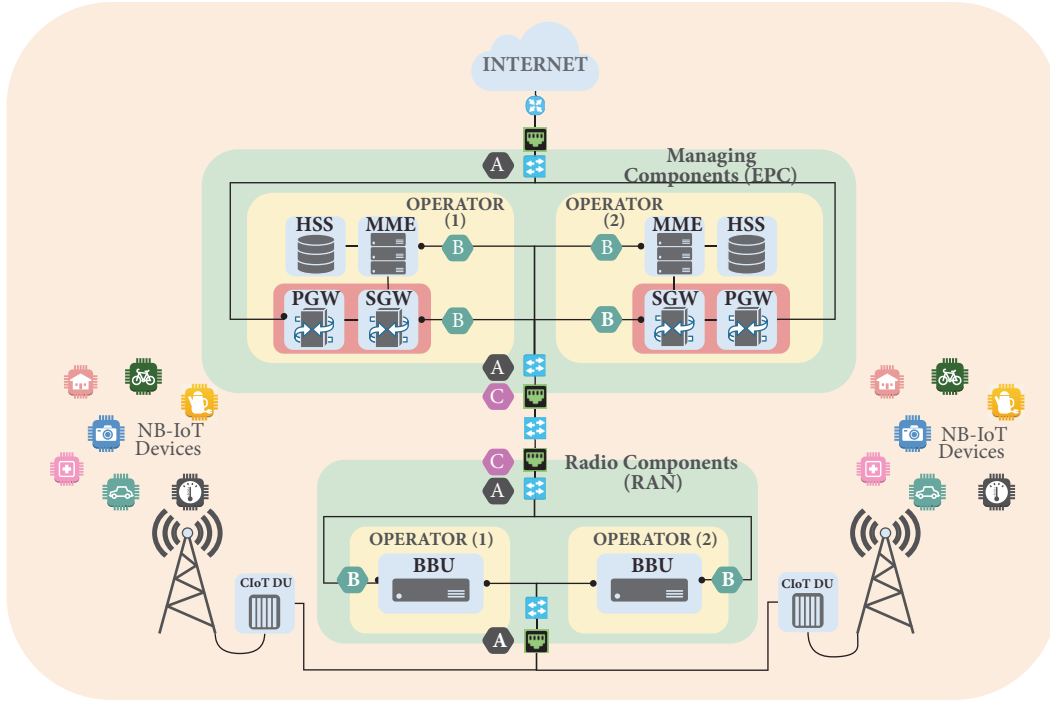 INTERNET
A
Managing
Components (EPC)
OPERATOR
(1)
OPERATOR
(2)
HSS
MME
B
B
MME
HSS
PGW
SGW
B
B
SGW
PGW
A
C
NB-IoT
Devices
NB-IoT
Devices
C
A
Radio Components
(RAN)
OPERATOR (1)
OPERATOR (2)
BBU
BBU
B
B
CIoT DU
CIoT DU
A